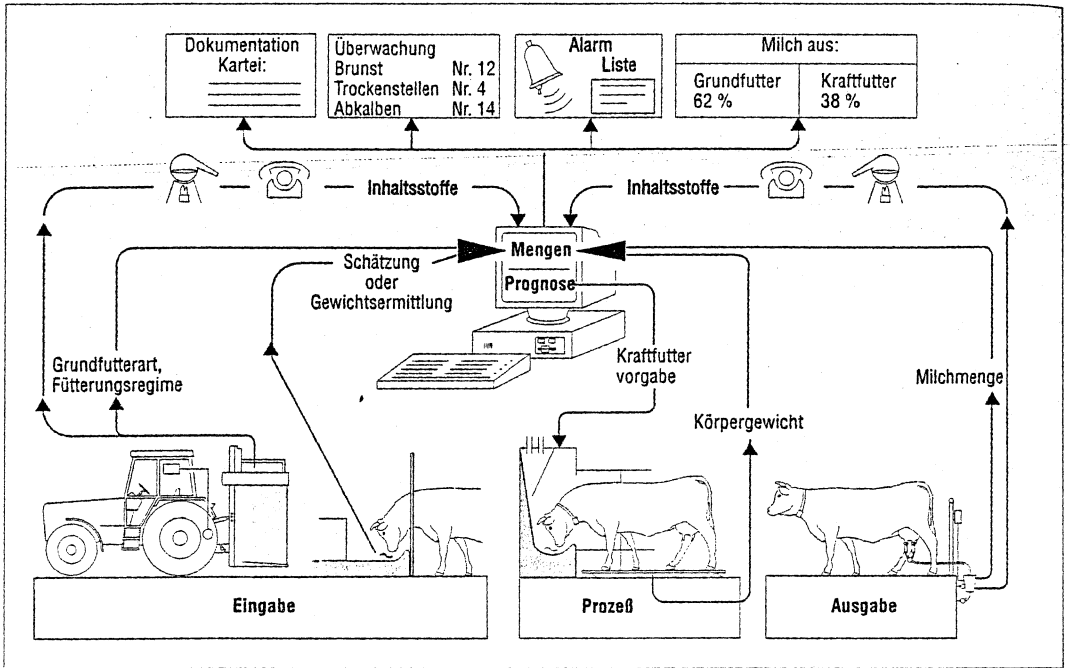 Dokumentation
Kartei:
Überwachung
Brunst Nr. 12
Trockenstellen Nr. 4
Abkalben Nr. 14
Alarm
Liste
Milch aus:
Grundfutter
62 %
Kraftfutter
38 %
Inhaltsstoffe
Inhaltsstoffe
Mengen
Prognose
Schätzung
oder
Gewichtsermittlung
Grundfutterart,
Fütterungsregime
Kraftfutter
vorgabe
Körpergewicht
Milchmenge
Eingabe
Prozeß
Ausgabe